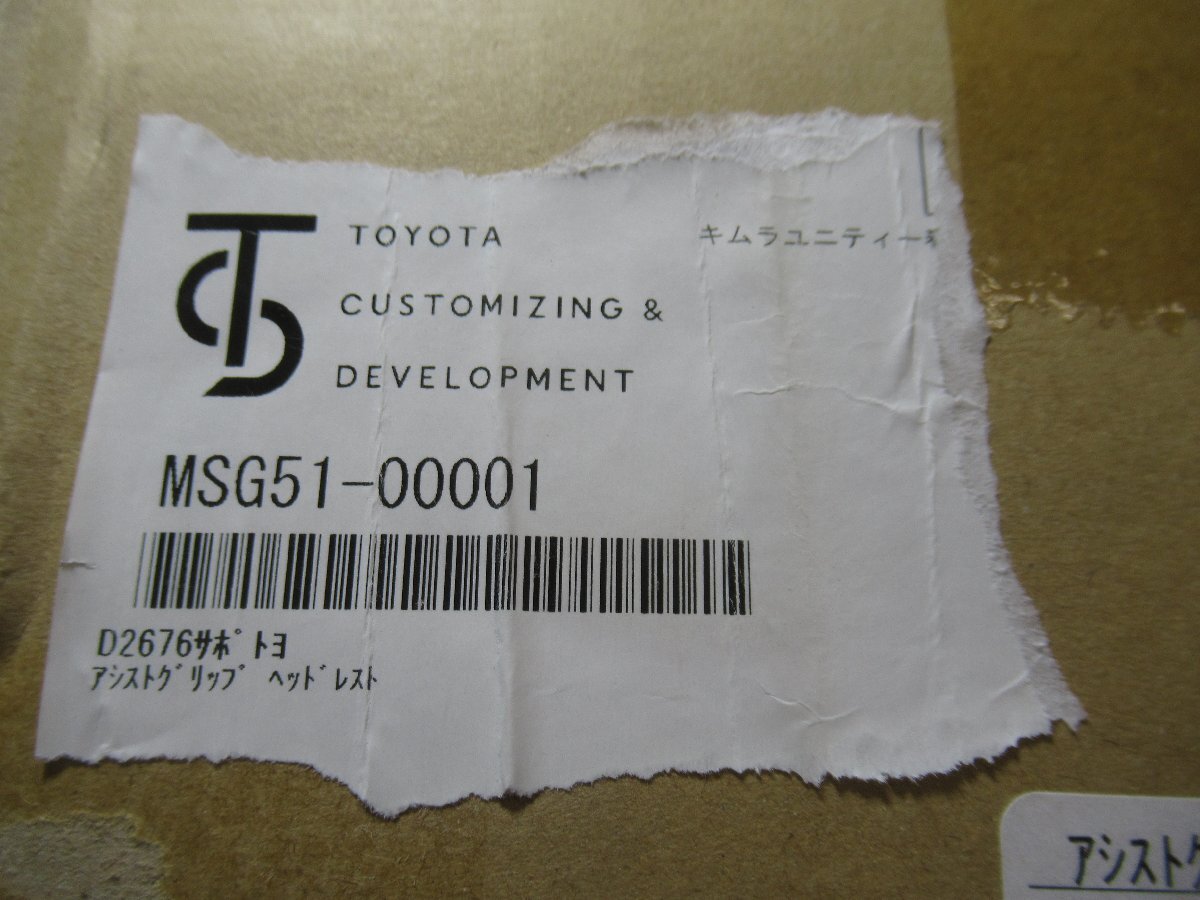 TOYOTA
CUSTOMIZING &
DEVELOPMENT
キムラユニティー
MSG51-00001
D2676ｻﾎﾟﾄﾖ
ｱｼｽﾄｸﾞﾘｯﾌﾟ ﾍｯﾄﾞﾚｽﾄ
ｱｼｽﾄｸ